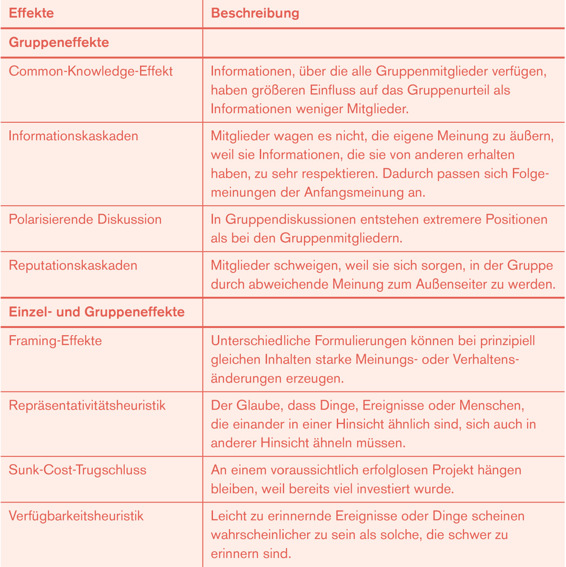 Effekte Beschreibung
Gruppeneffekte
Common-Knowledge-Effekt Informationen, über die alle Gruppenmitglieder verfügen,
haben größeren Einfluss auf das Gruppenurteil als
Informationen weniger Mitglieder.
Informationskaskaden Mitglieder wagen es nicht, die eigene Meinung zu äußern,
weil sie Informationen, die sie von anderen erhalten
haben, zu sehr respektieren. Dadurch passen sich Folge-
meinungen der Anfangsmeinung an.
Polarisierende Diskussion In Gruppendiskussionen entstehen extremere Positionen
als bei den Gruppenmitgliedern.
Reputationskaskaden Mitglieder schweigen, weil sie sich sorgen, in der Gruppe
durch abweichende Meinung zum Außenseiter zu werden.
Einzel- und Gruppeneffekte
Framing-Effekte Unterschiedliche Formulierungen können bei prinzipiell
gleichen Inhalten starke Meinungs- oder Verhaltens-
änderungen erzeugen.
Repräsentativitätsheuristik Der Glaube, dass Dinge, Ereignisse oder Menschen,
die einander in einer Hinsicht ähnlich sind, sich auch in
anderer Hinsicht ähneln müssen.
Sunk-Cost-Trugschluss An einem voraussichtlich erfolglosen Projekt hängen
bleiben, weil bereits viel investiert wurde.
Verfügbarkeitsheuristik Leicht zu erinnernde Ereignisse oder Dinge scheinen
wahrscheinlicher zu sein als solche, die schwer zu
erinnern sind.